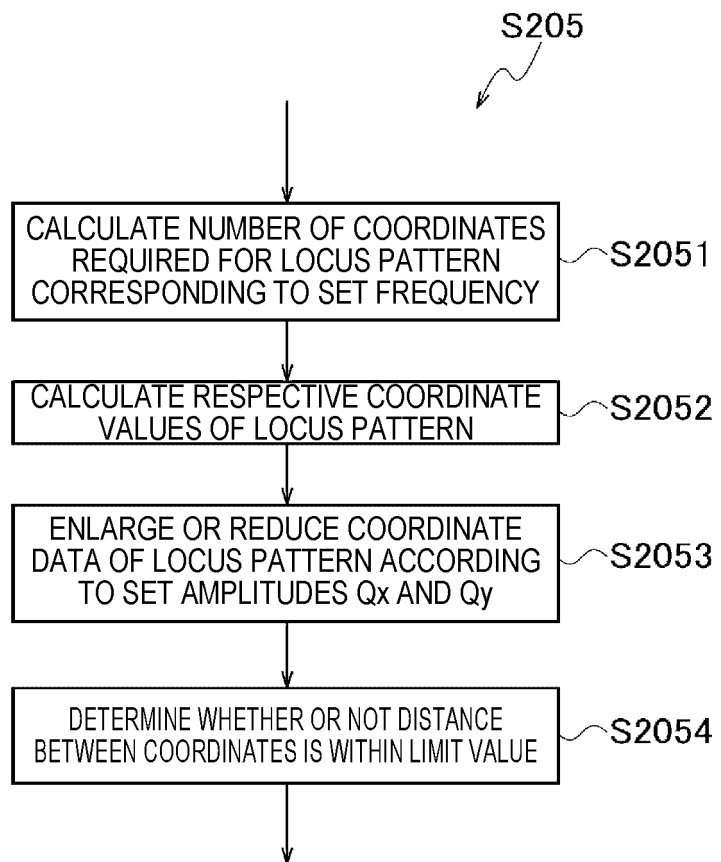 S205
CALCULATE NUMBER OF COORDINATES
REQUIRED FOR LOCUS PATTERN
CORRESPONDING TO SET FREQUENCY
S2051
CALCULATE RESPECTIVE COORDINATE
VALUES OF LOCUS PATTERN
S2052
ENLARGE OR REDUCE COORDINATE
DATA OF LOCUS PATTERN ACCORDING
TO SET AMPLITUDES Qx AND Qy
S2053
DETERMINE WHETHER OR NOT DISTANCE
BETWEEN COORDINATES IS WITHIN LIMIT VALUE
S2054